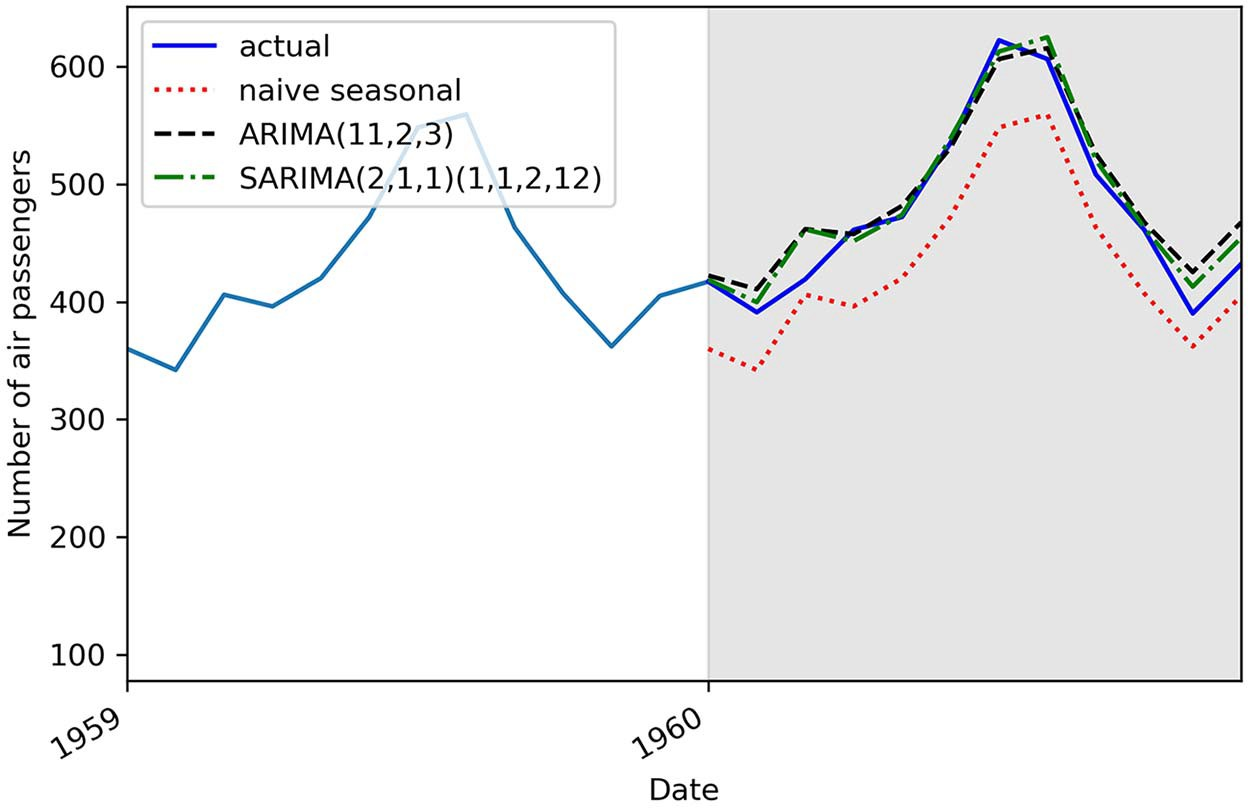 actual
naive seasonal
ARIMA(11,2,3)
SARIMA(2,1,1)(1,1,2,12)
600
500
400
300
200
100
Number of air passengers
1959
1960
Date